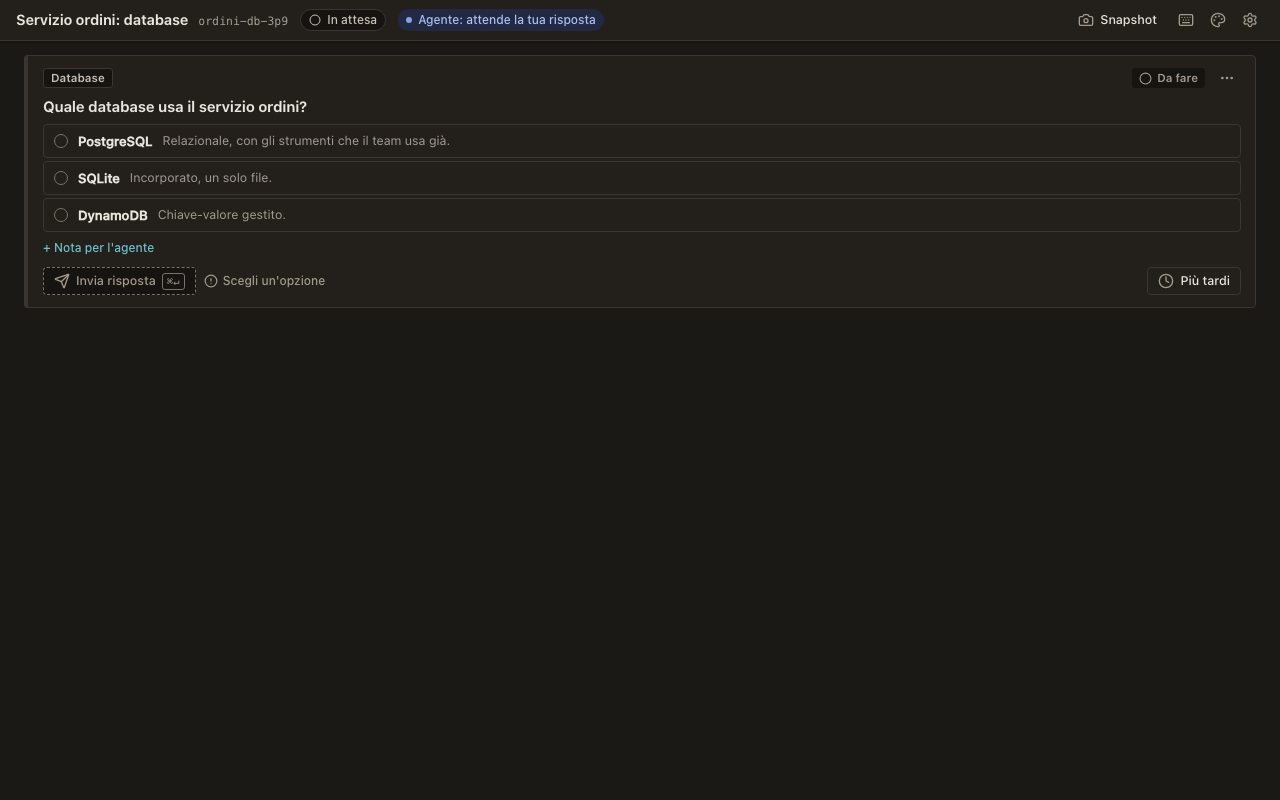 Servizio ordini: database ordini-db-3p9 In attesa Agente: attende la tua risposta Snapshot
Database Da fare
Quale database usa il servizio ordini?
PostgreSQL Relazionale, con gli strumenti che il team usa già.
SQLite Incorporato, un solo file.
DynamoDB Chiave-valore gestito.
+ Nota per l'agente
Invia risposta ⌘↵ Scegli un'opzione Più tardi